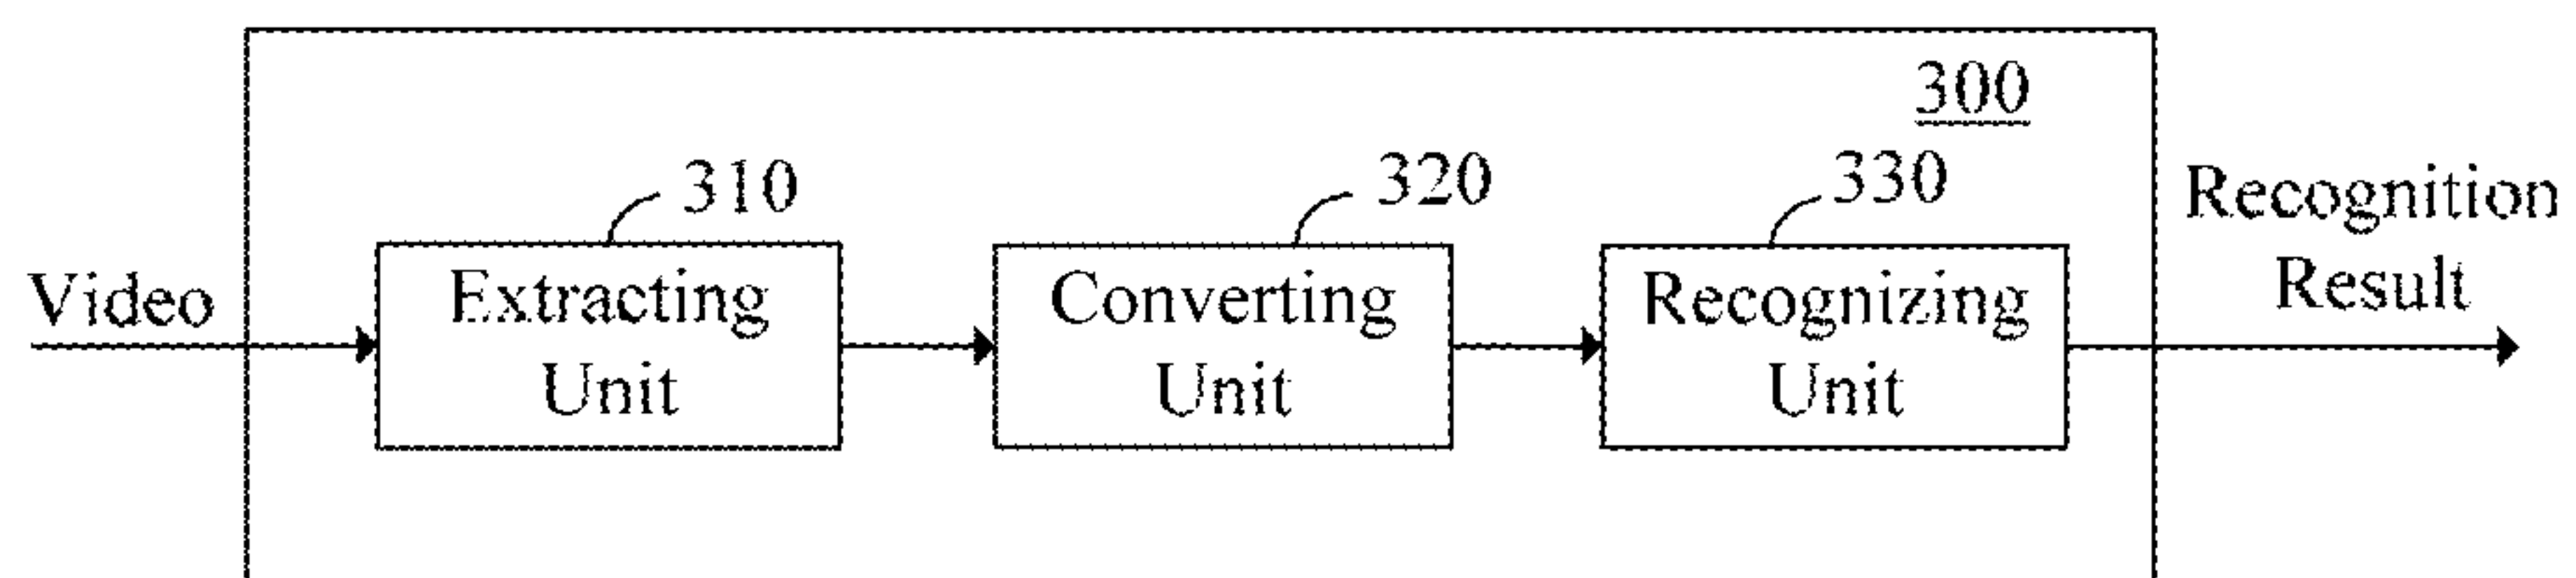 300
310
320
330
Recognition
Result
Video
Extracting
Unit
Converting
Unit
Recognizing
Unit